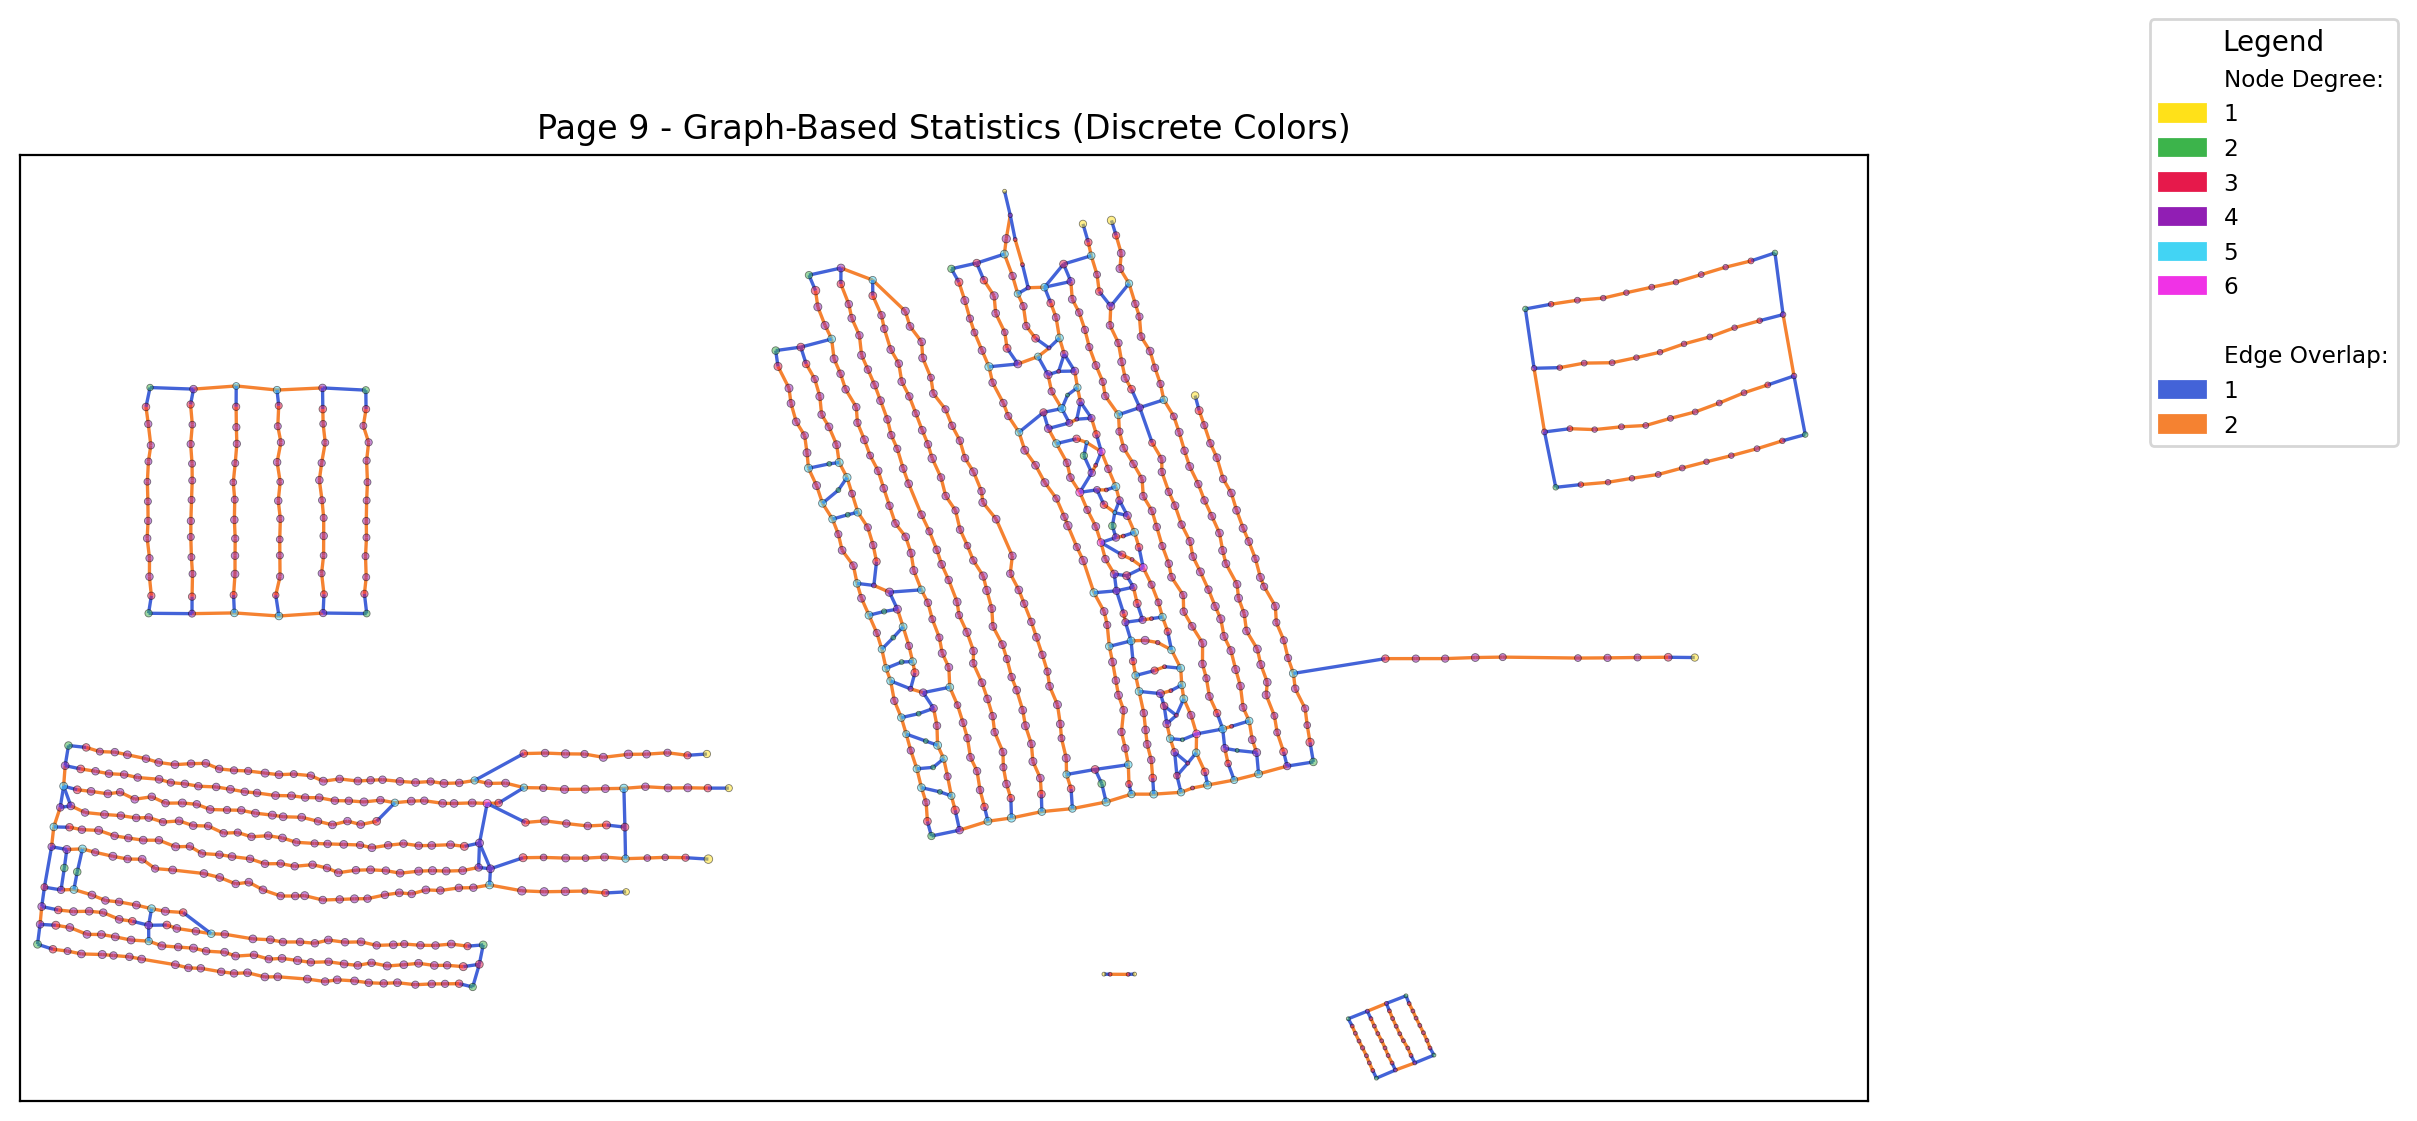 Page 9 - Graph-Based Statistics (Discrete Colors)
Legend
Node Degree:
1
2
3
4
5
6
Edge Overlap:
1
2